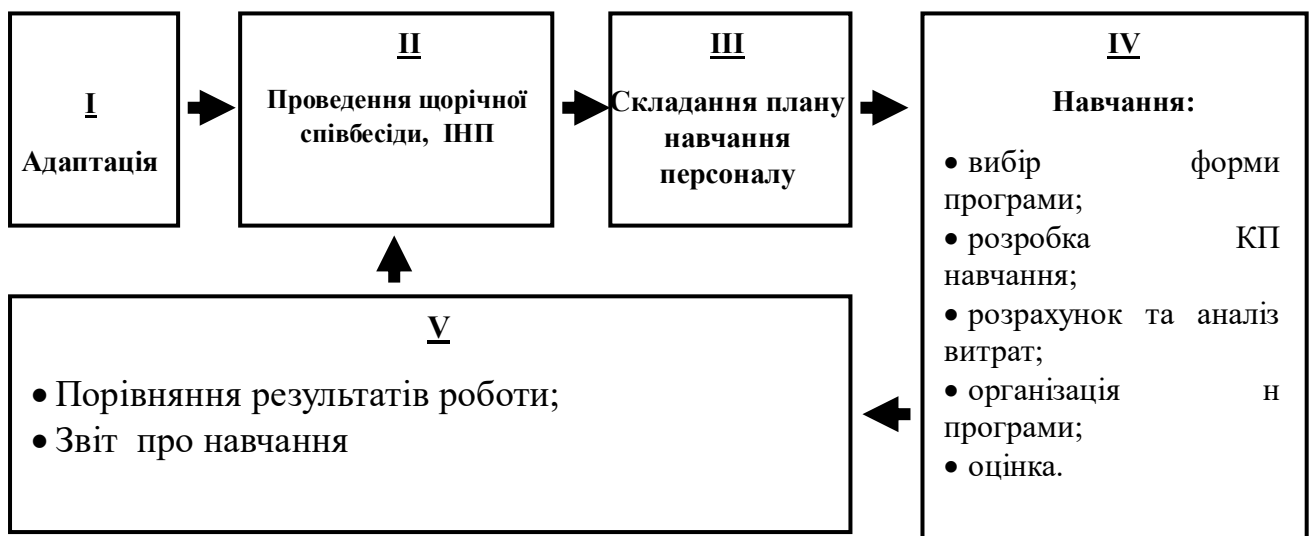 I
Адаптація
II
Проведення щорічної
співбесіди, ІНП
III
Складання плану
навчання
персоналу
IV
Навчання:
• вибір форми
програми;
• розробка КП
навчання;
• розрахунок та аналіз
витрат;
• організація н
програми;
• оцінка.
V
• Порівняння результатів роботи;
• Звіт про навчання